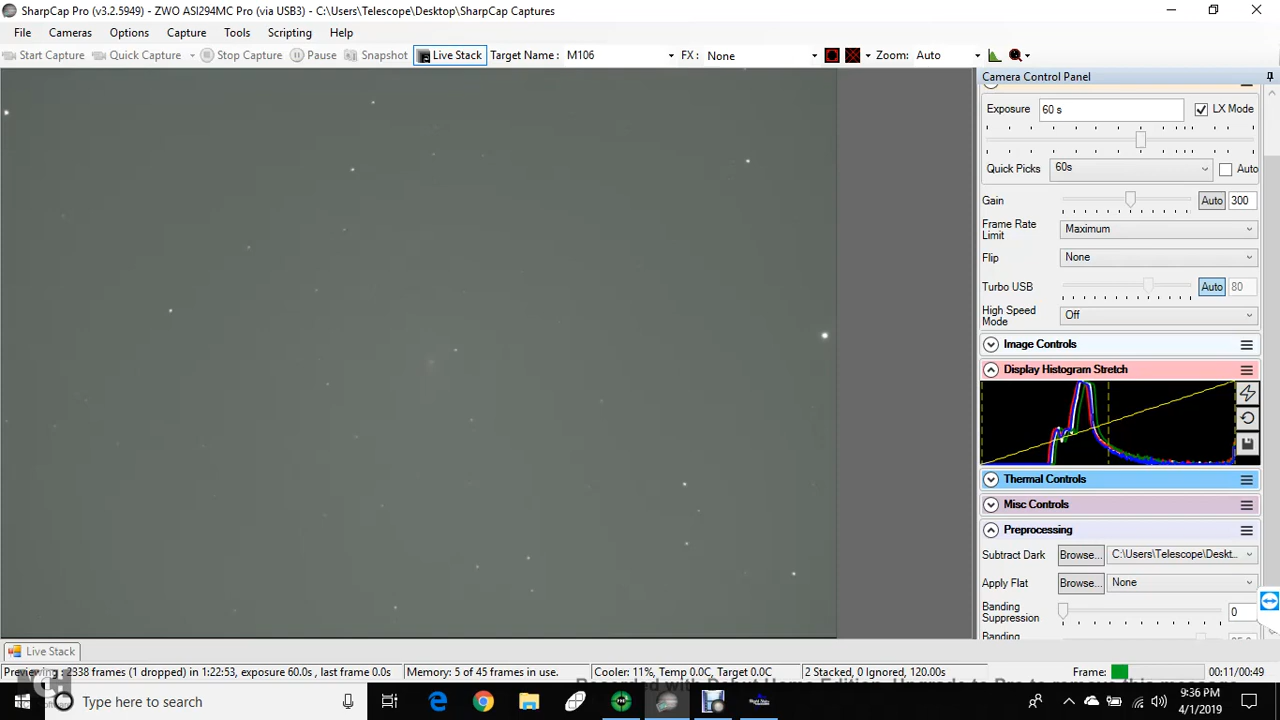 SharpCap Pro (v3.2.5949) - ZWO ASI294MC Pro (via USB3) - C:\Users\Telescope\Desktop\SharpCap Captures
File Cameras Options Capture Tools Scripting Help
Start Capture Quick Capture Stop Capture Pause Snapshot Live Stack Target Name: M106 FX: None Zoom: Auto
Camera Control Panel
Exposure 60 s LX Mode
Quick Picks 60s Auto
Gain Auto 300
Frame Rate Limit Maximum
Flip None
Turbo USB Auto 80
High Speed Mode Off
Image Controls
Display Histogram Stretch
Thermal Controls
Misc Controls
Preprocessing
Subtract Dark Browse... C:\Users\Telescope\Deskt...
Apply Flat Browse... None
Banding Suppression 0
Banding
Live Stack
Previewing : 2338 frames (1 dropped) in 1:22:53, exposure 60.0s, last frame 0.0s Memory: 5 of 45 frames in use. Cooler: 11%, Temp 0.0C, Target 0.0C 2 Stacked, 0 Ignored, 120.00s Frame: 00:11/00:49
Type here to search
9:36 PM
4/1/2019